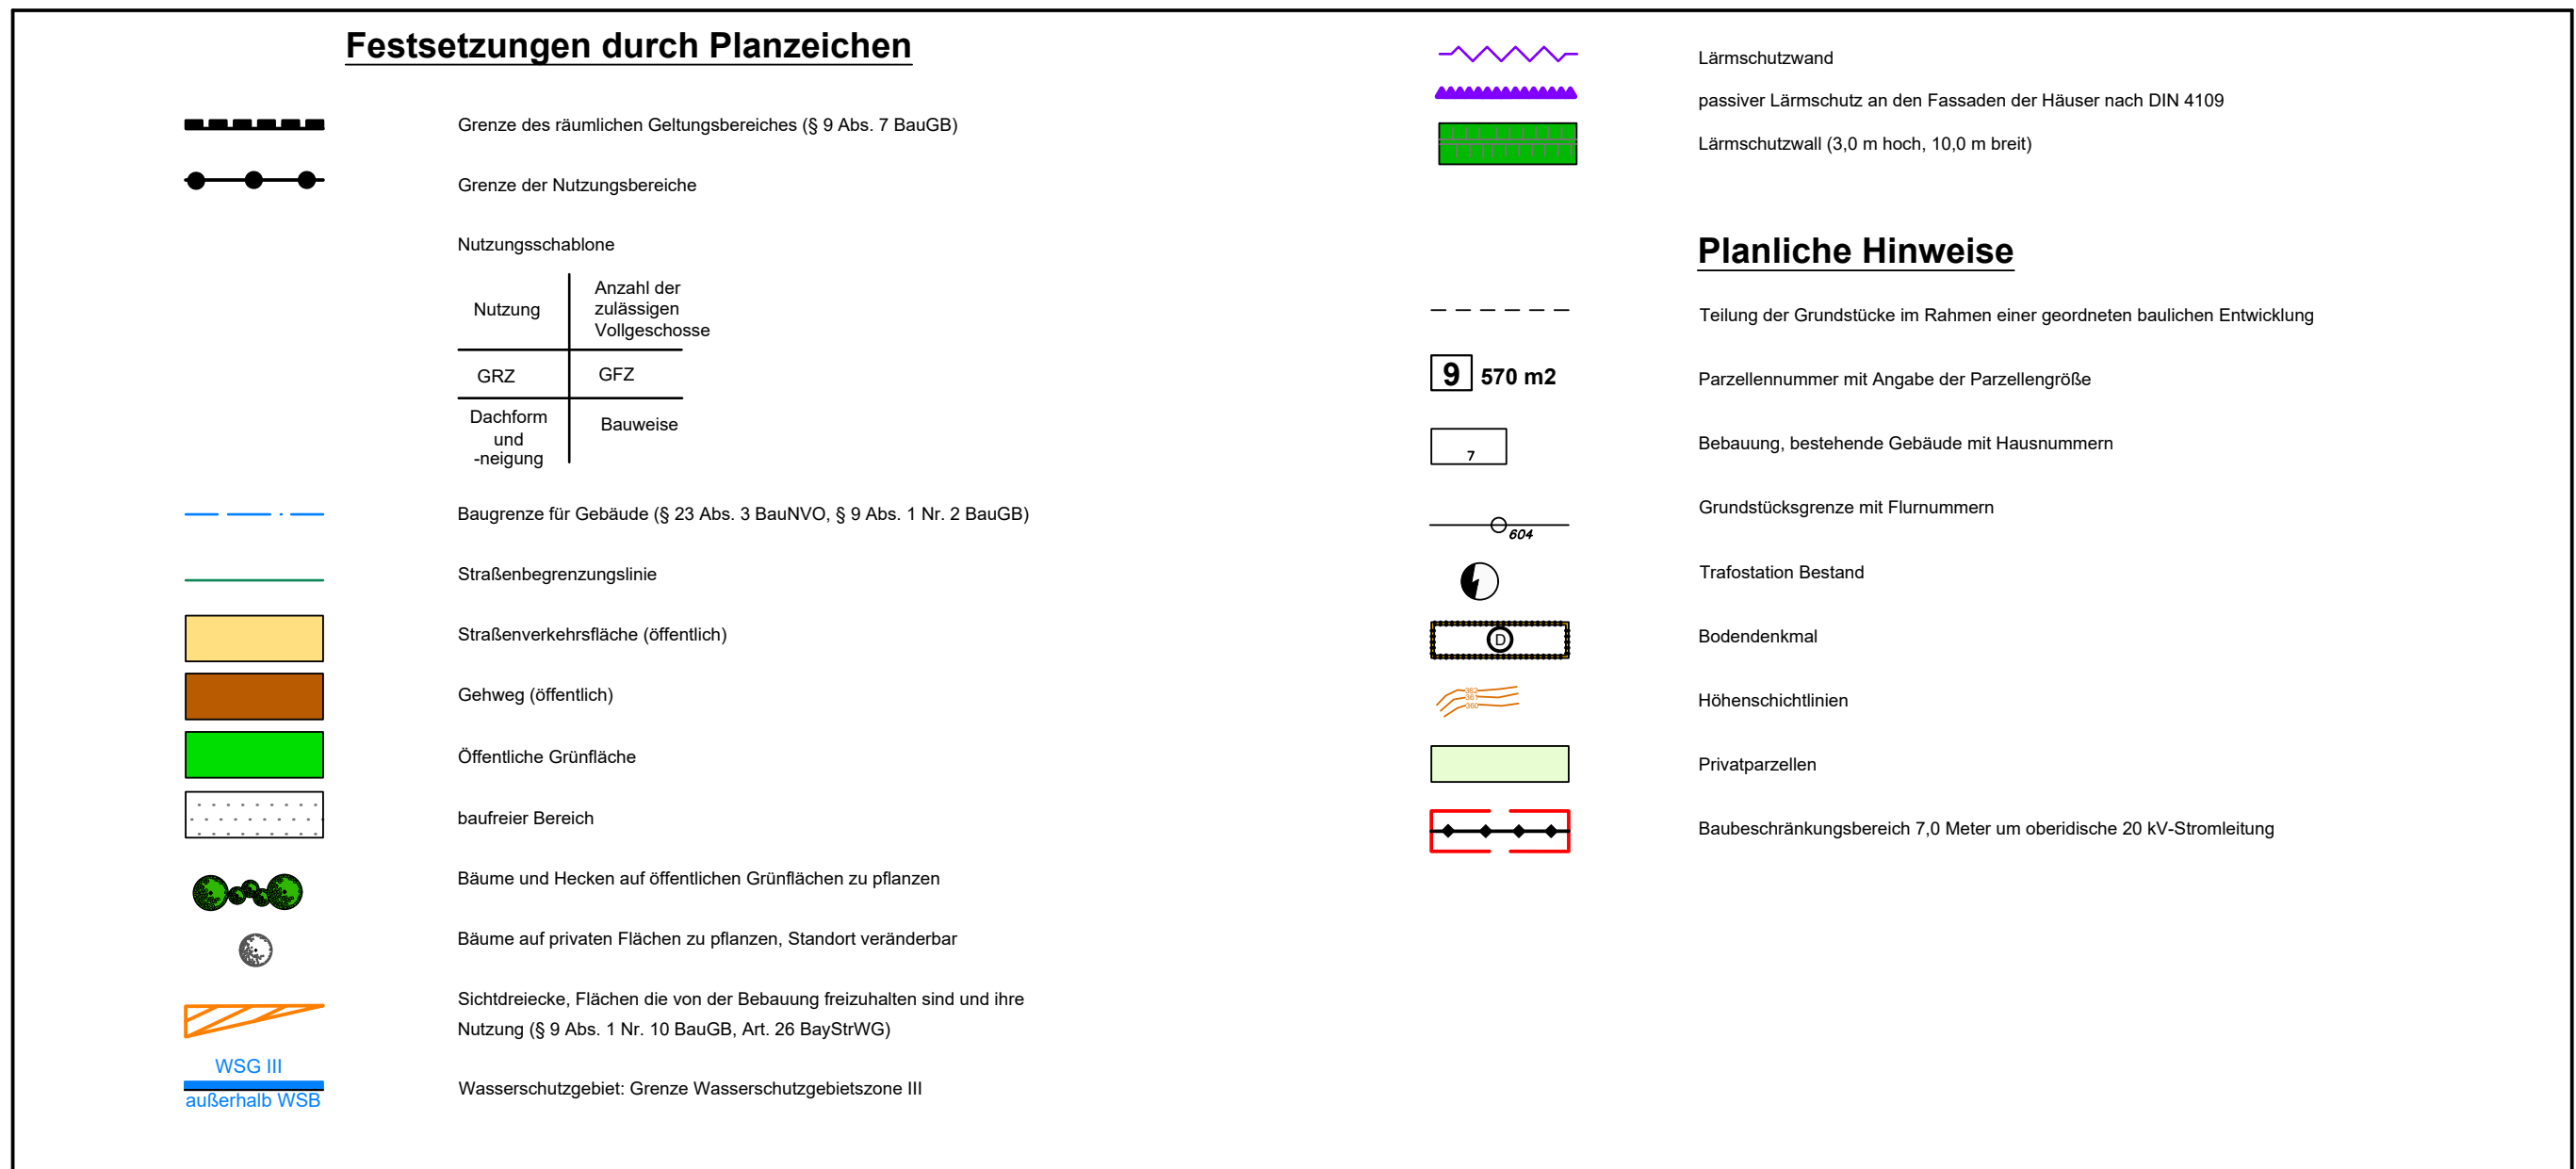 Festsetzungen durch Planzeichen
Grenze des räumlichen Geltungsbereiches (§ 9 Abs. 7 BauGB)
Grenze der Nutzungsbereiche
Nutzungsschablone
Nutzung
Anzahl der
zulässigen
Vollgeschosse
GRZ
GFZ
Dachform
und
-neigung
Bauweise
Baugrenze für Gebäude (§ 23 Abs. 3 BauNVO, § 9 Abs. 1 Nr. 2 BauGB)
Straßenbegrenzungslinie
Straßenverkehrsfläche (öffentlich)
Gehweg (öffentlich)
Öffentliche Grünfläche
baufreier Bereich
Bäume und Hecken auf öffentlichen Grünflächen zu pflanzen
Bäume auf privaten Flächen zu pflanzen, Standort veränderbar
Sichtdreiecke, Flächen die von der Bebauung freizuhalten sind und ihre
Nutzung (§ 9 Abs. 1 Nr. 10 BauGB, Art. 26 BayStrWG)
WSG III
außerhalb WSB
Wasserschutzgebiet: Grenze Wasserschutzgebietszone III
Lärmschutzwand
passiver Lärmschutz an den Fassaden der Häuser nach DIN 4109
Lärmschutzwall (3,0 m hoch, 10,0 m breit)
Planliche Hinweise
Teilung der Grundstücke im Rahmen einer geordneten baulichen Entwicklung
9 570 m2
Parzellennummer mit Angabe der Parzellengröße
7
Bebauung, bestehende Gebäude mit Hausnummern
604
Grundstücksgrenze mit Flurnummern
Trafostation Bestand
D
Bodendenkmal
362
361
360
Höhenschichtlinien
Privatparzellen
Baubeschränkungsbereich 7,0 Meter um oberidische 20 kV-Stromleitung